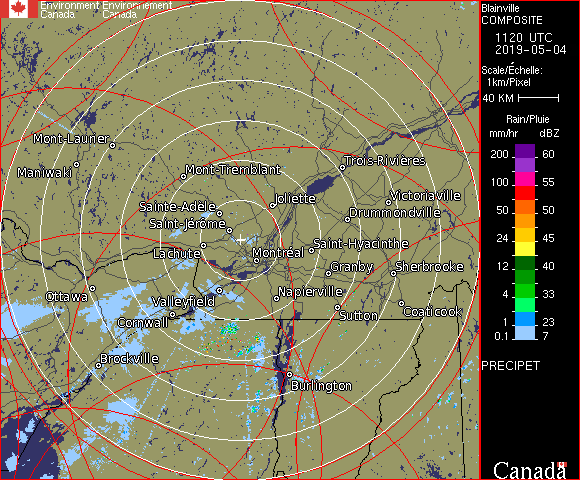 Environment Environnement
Canada Canada
Blainville
COMPOSITE
1120 UTC
2019-05-04
Scale/Échelle:
1km/Pixel
40 KM
Rain/Pluie
mm/hr dBZ
200 60
100 55
50 50
24 45
12 40
4 33
1 23
0.1 7
PRECIPET
Canada
Mont-Laurier
Maniwaki
Mont-Tremblant
Trois-Rivières
Sainte-Adèle
Joliette
Victoriaville
Saint-Jérôme
Drummondville
Lachute
Montréal
Saint-Hyacinthe
Granby
Sherbrooke
Ottawa
Valleyfield
Napierville
Cornwall
Sutton
Coaticook
Brockville
Burlington